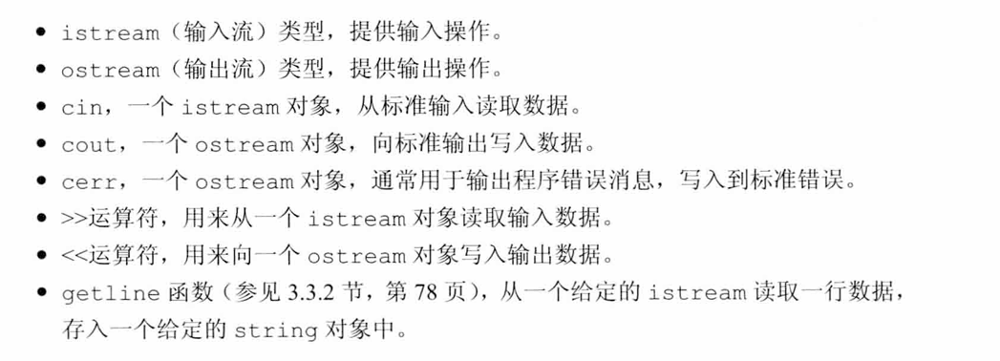 ● istream（输入流）类型，提供输入操作。
● ostream（输出流）类型，提供输出操作。
● cin，一个 istream 对象，从标准输入读取数据。
● cout，一个 ostream 对象，向标准输出写入数据。
● cerr，一个 ostream 对象，通常用于输出程序错误消息，写入到标准错误。
● >>运算符，用来从一个 istream 对象读取输入数据。
● <<运算符，用来向一个 ostream 对象写入输出数据。
● getline 函数（参见 3.3.2 节，第 78 页），从一个给定的 istream 读取一行数据，
存入一个给定的 string 对象中。